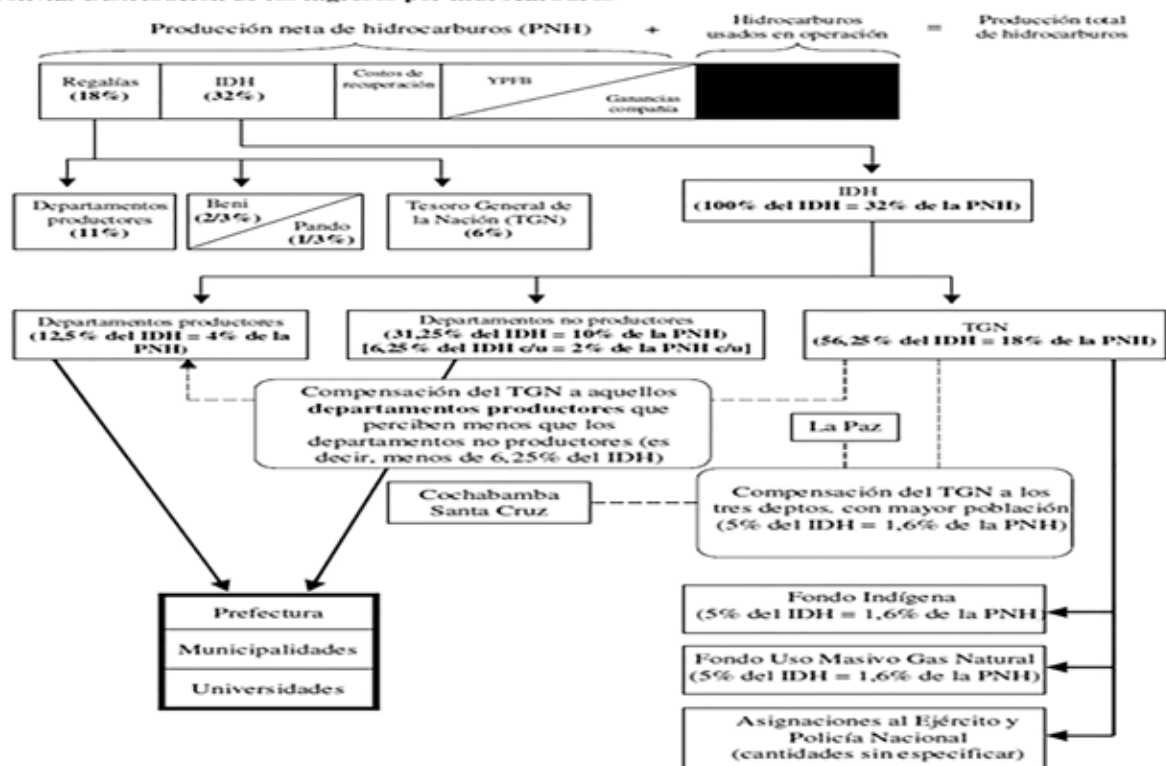 Distribución de los ingresos por hidrocarburos
Producción neta de hidrocarburos (PNH)
+
Hidrocarburos
usados en operación
=
Producción total
de hidrocarburos
Regalías
(18%)
IDH
(32%)
Costos de
recuperación
YPFB
Ganancias
compañía
Departamentos
productores
(11%)
Beni
(2/3%)
Pando
(1/3%)
Tesoro General de
la Nación (TGN)
(6%)
IDH
(100% del IDH = 32% de la PNH)
Departamentos productores
(12,5% del IDH = 4% de la
PNH)
Departamentos no productores
(31,25% del IDH = 10% de la PNH)
[6,25% del IDH c/u = 2% de la PNH c/u]
TGN
(56,25% del IDH = 18% de la PNH)
Compensación del TGN a aquellos
departamentos productores que
perciben menos que los
departamentos no productores (es
decir, menos de 6,25% del IDH)
La Paz
Cochabamba
Santa Cruz
Compensación del TGN a los
tres deptos. con mayor población
(5% del IDH = 1,6% de la PNH)
Prefectura
Municipalidades
Universidades
Fondo Indígena
(5% del IDH = 1,6% de la PNH)
Fondo Uso Masivo Gas Natural
(5% del IDH = 1,6% de la PNH)
Asignaciones al Ejército y
Policía Nacional
(cantidades sin especificar)